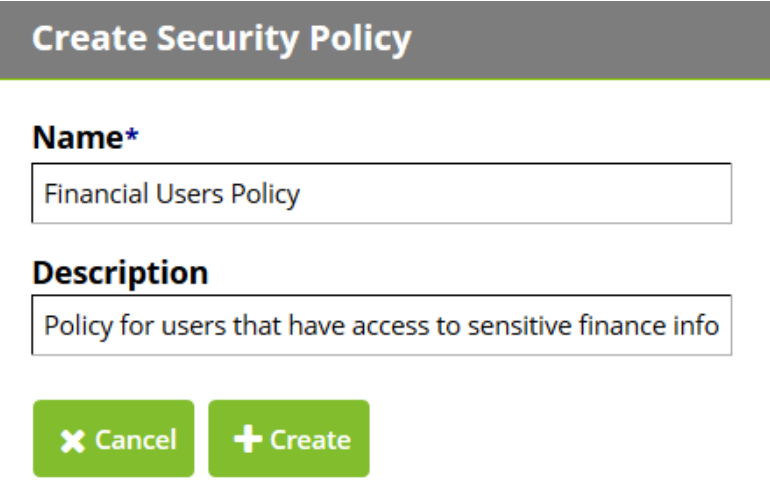 Create Security Policy
Name*
Financial Users Policy
Description
Policy for users that have access to sensitive finance info
Cancel
Create